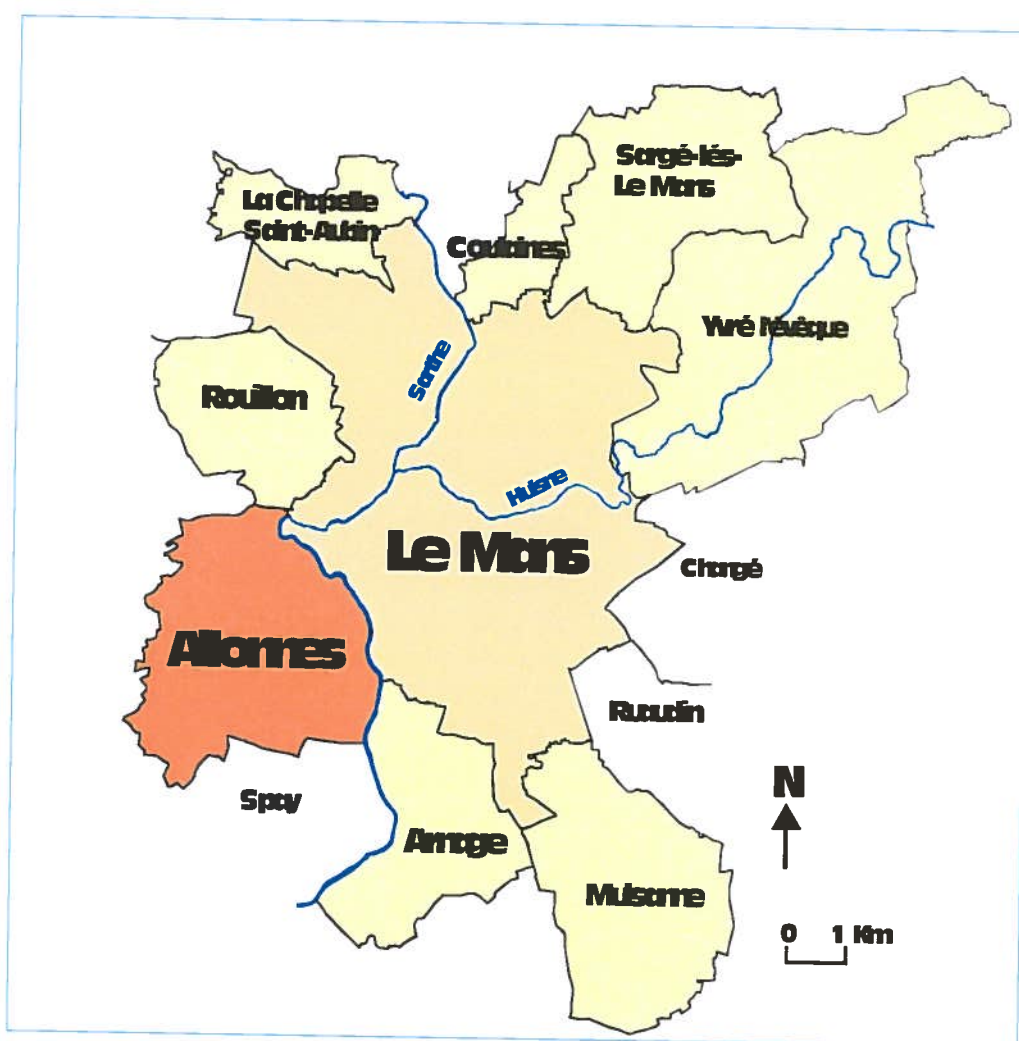 Sargé-lés-
Le Mans
La Chapelle
Saint-Aubin
Coulaines
Yvré l'évêque
Sarthe
Rouillon
Huisne
Le Mans
Changé
Allonnes
Ruaudin
Spay
Arnage
Mulsanne
N
0 1 Km